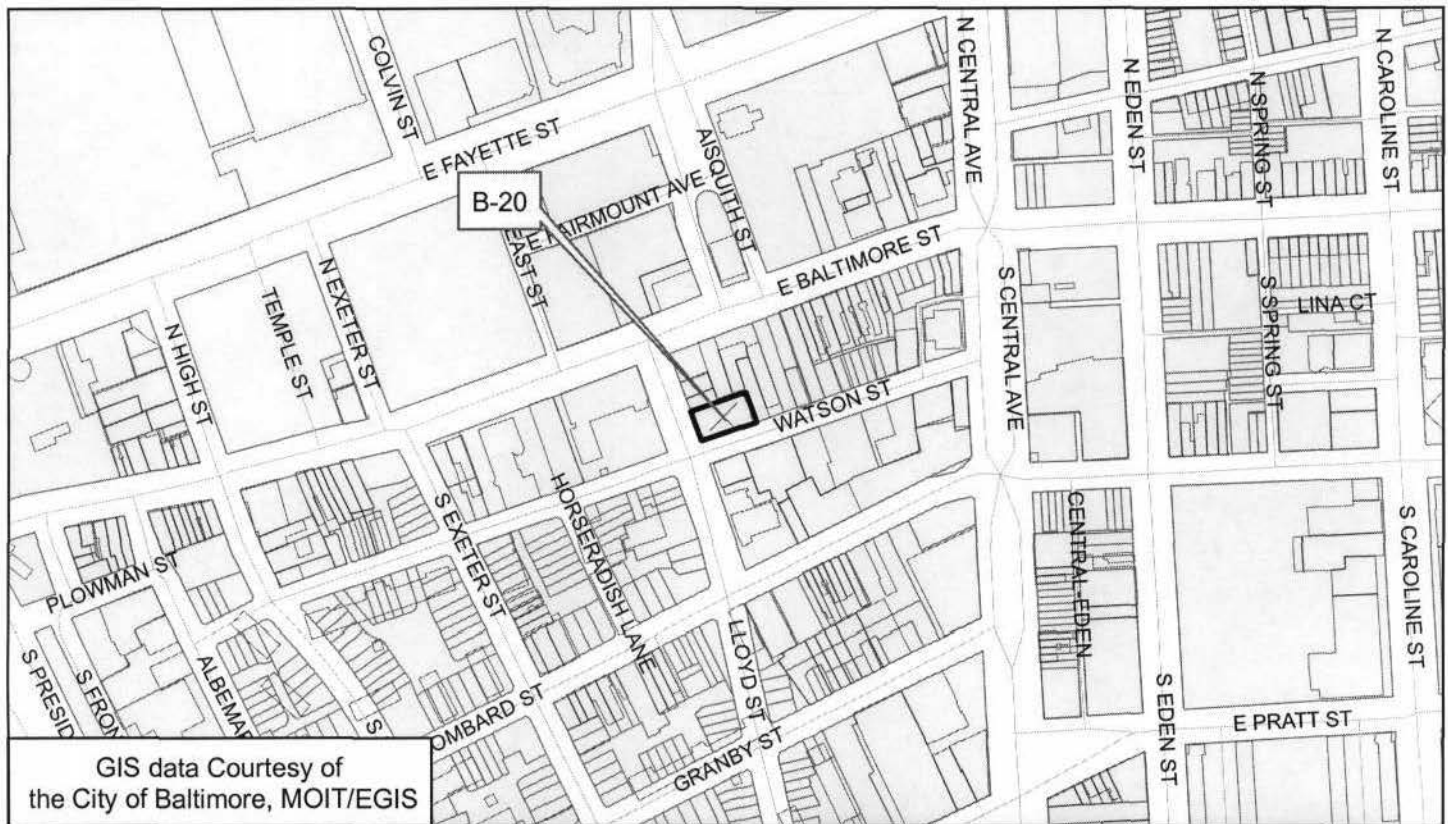 COLVIN ST
E FAYETTE ST
AISQUITH ST
N CENTRAL AVE
N EDEN ST
N SPRING ST
N CAROLINE ST
B-20
E FAIRMOUNT AVE
EAST ST
E BALTIMORE ST
N HIGH ST
TEMPLE ST
N EXETER ST
S CENTRAL AVE
S SPRING ST
LINA CT
WATSON ST
PLOWMAN ST
S EXETER ST
HORSERADISH LANE
LLOYD ST
CENTRAL-EDEN
S CAROLINE ST
S PRESID
S FRON
ALBEMAR
S
OMBARD ST
GRANBY ST
S EDEN ST
E PRATT ST
GIS data Courtesy of
the City of Baltimore, MOIT/EGIS